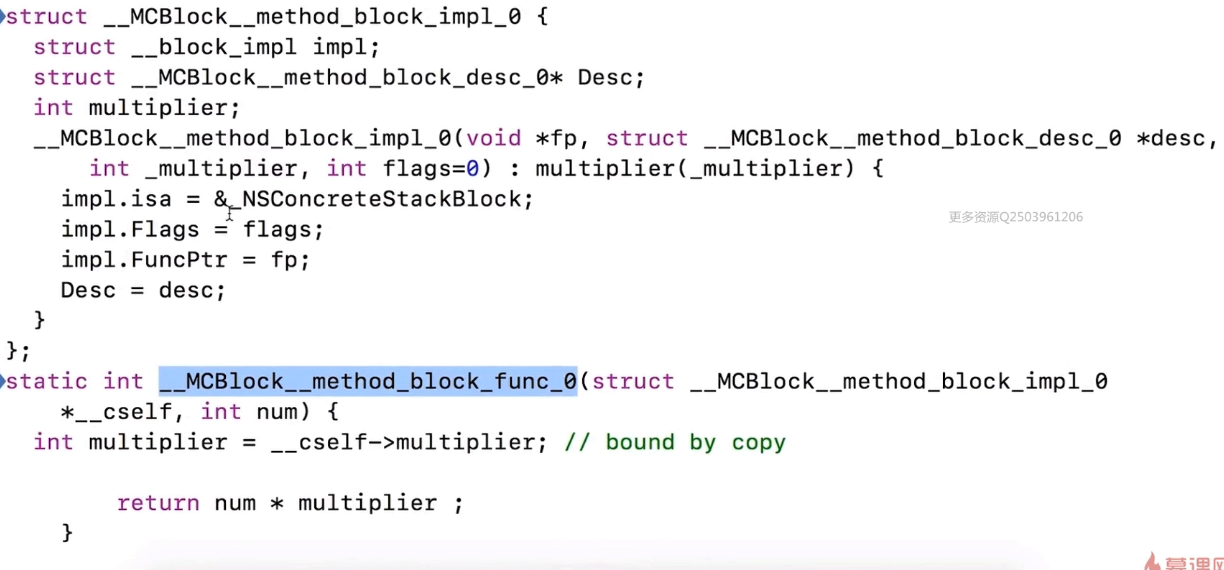 struct __MCBlock__method_block_impl_0 {
  struct __block_impl impl;
  struct __MCBlock__method_block_desc_0* Desc;
  int multiplier;
  __MCBlock__method_block_impl_0(void *fp, struct __MCBlock__method_block_desc_0 *desc,
      int _multiplier, int flags=0) : multiplier(_multiplier) {
    impl.isa = &_NSConcreteStackBlock;
更多资源Q2503961206
    impl.Flags = flags;
    impl.FuncPtr = fp;
    Desc = desc;
  }
};
static int __MCBlock__method_block_func_0(struct __MCBlock__method_block_impl_0
    *__cself, int num) {
  int multiplier = __cself->multiplier; // bound by copy
        return num * multiplier ;
    }